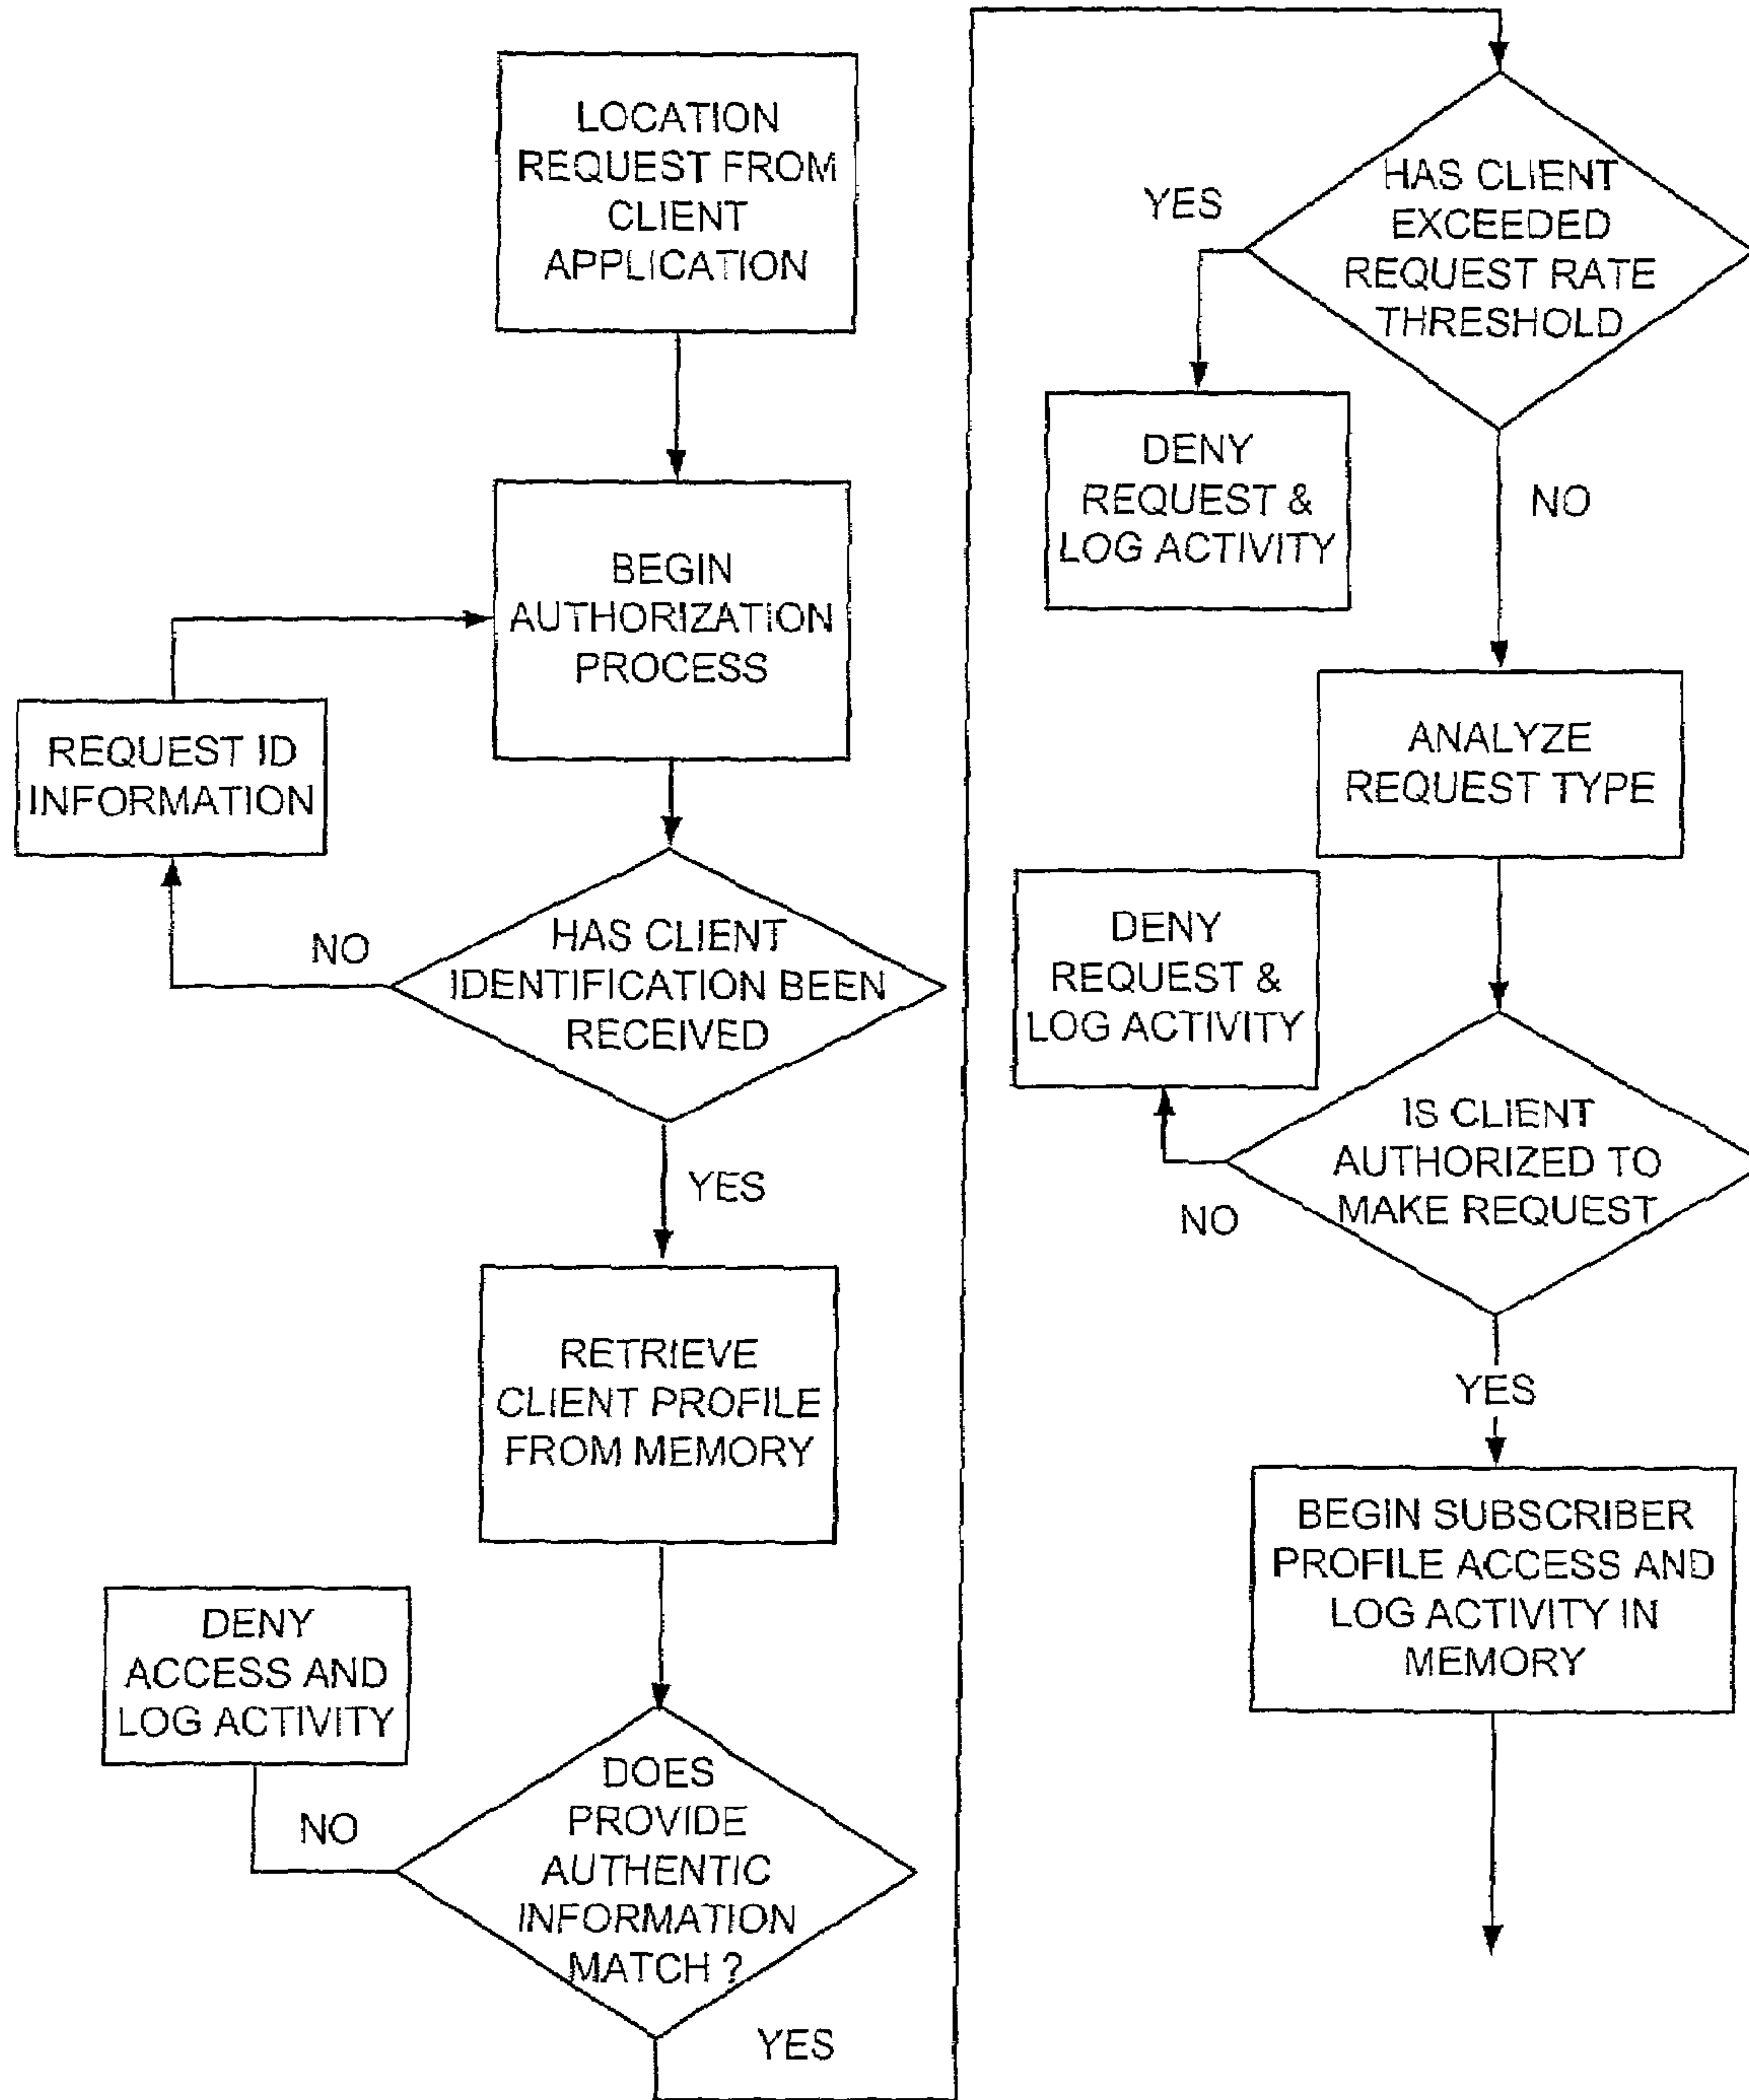 LOCATION
REQUEST FROM
CLIENT
APPLICATION
BEGIN
AUTHORIZATION
PROCESS
REQUEST ID
INFORMATION
NO
HAS CLIENT
IDENTIFICATION BEEN
RECEIVED
YES
RETRIEVE
CLIENT PROFILE
FROM MEMORY
DENY
ACCESS AND
LOG ACTIVITY
NO
DOES
PROVIDE
AUTHENTIC
INFORMATION
MATCH ?
YES
HAS CLIENT
EXCEEDED
REQUEST RATE
THRESHOLD
YES
DENY
REQUEST &
LOG ACTIVITY
NO
ANALYZE
REQUEST TYPE
DENY
REQUEST &
LOG ACTIVITY
IS CLIENT
AUTHORIZED TO
MAKE REQUEST
NO
YES
BEGIN SUBSCRIBER
PROFILE ACCESS AND
LOG ACTIVITY IN
MEMORY